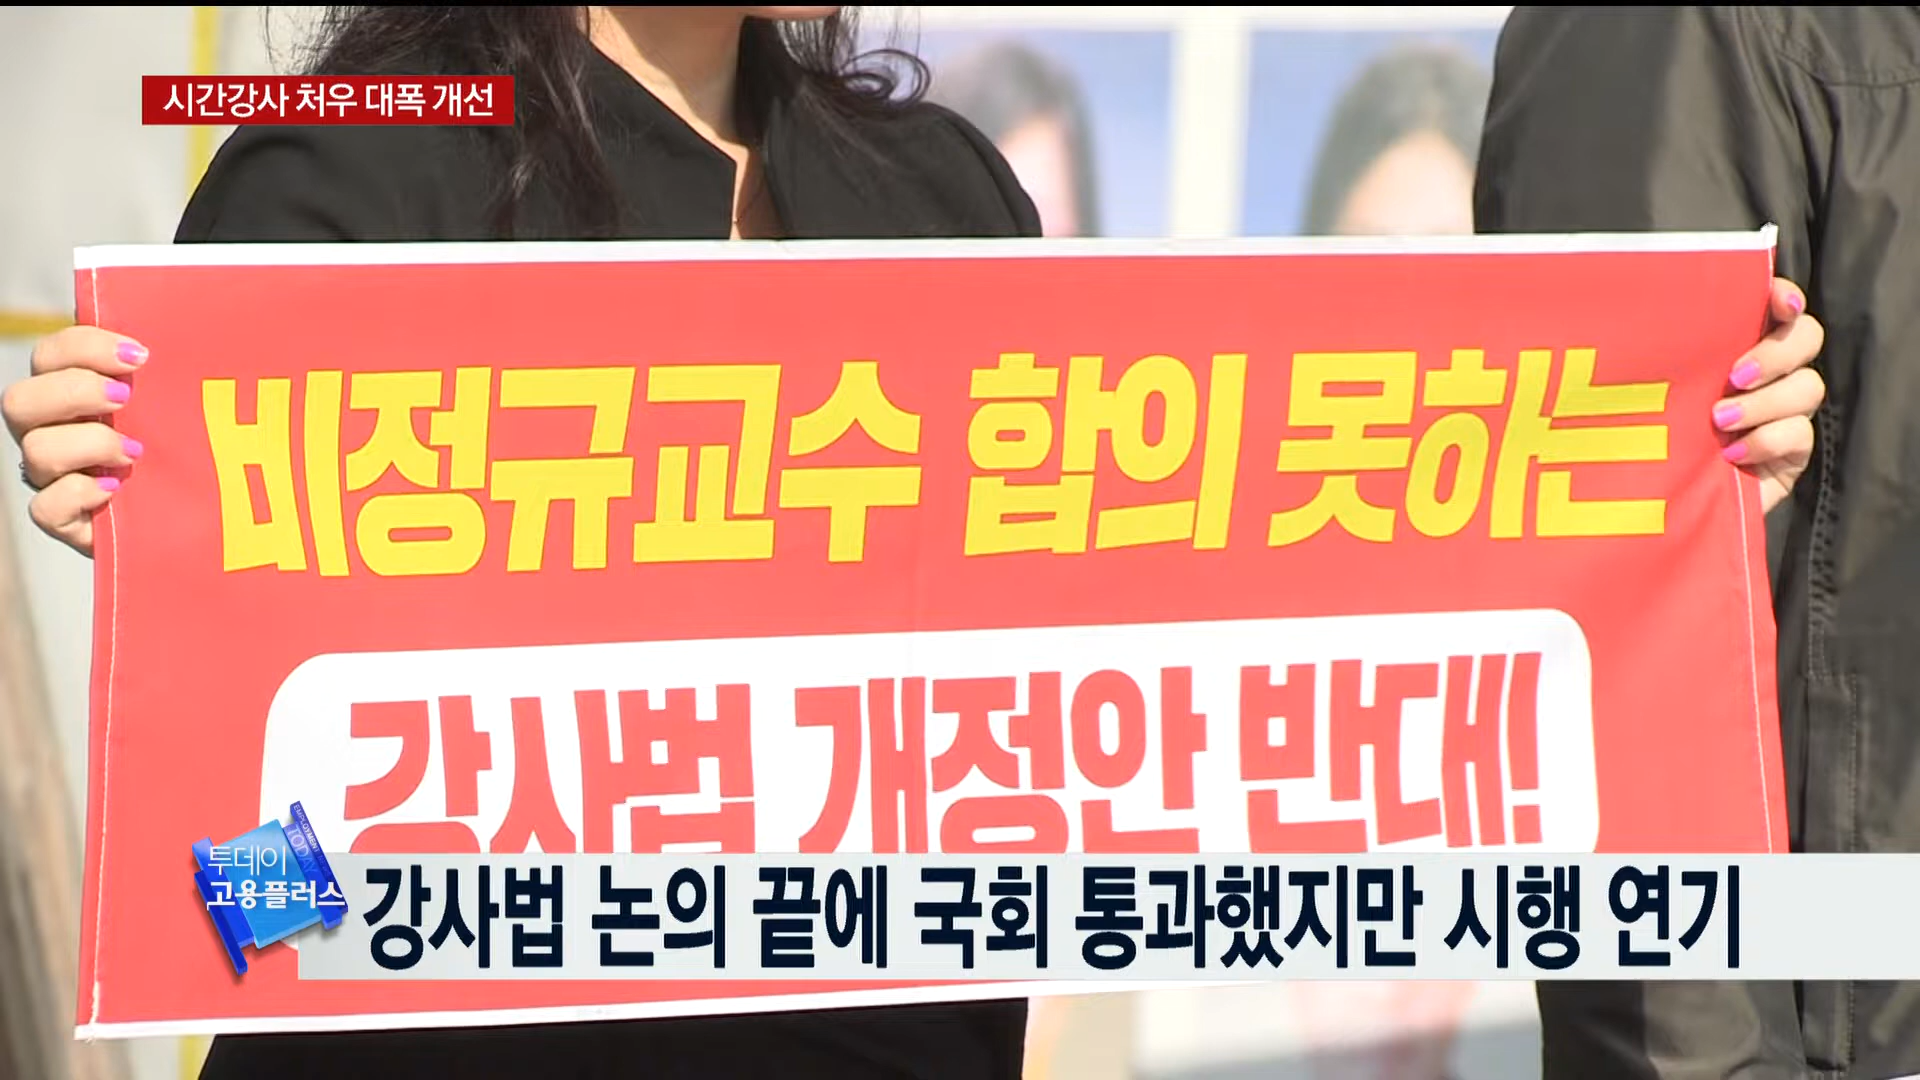 시간강사 처우 대폭 개선
비정규교수 합의 못하는
강사법 개정안 반대!
EMPLOYMENT
TODAY
투데이
고용플러스
강사법 논의 끝에 국회 통과했지만 시행 연기